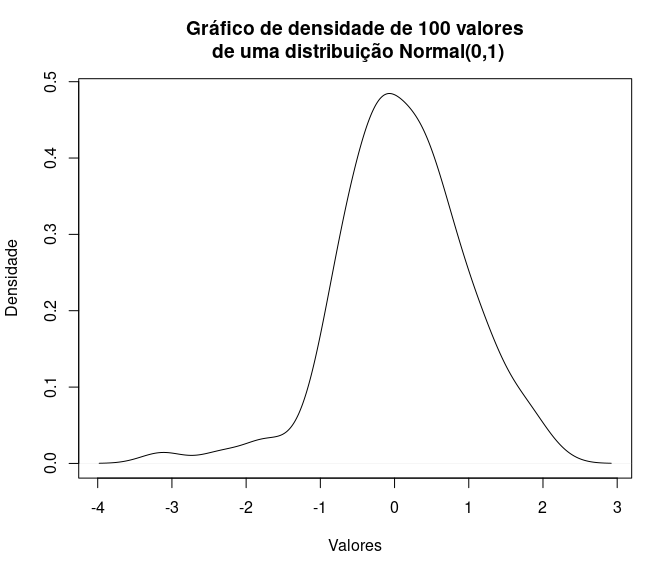 Gráfico de densidade de 100 valores
de uma distribuição Normal(0,1)
Densidade
0.5
0.4
0.3
0.2
0.1
0.0
-4 -3 -2 -1 0 1 2 3
Valores